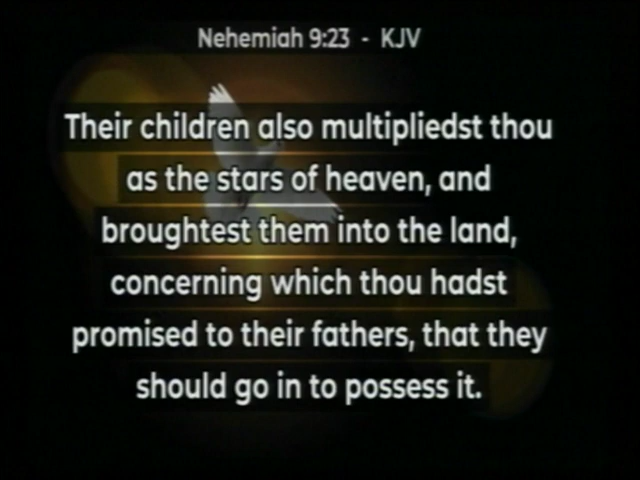 Nehemiah 9:23 - KJV
Their children also multipliedst thou
as the stars of heaven, and
broughtest them into the land,
concerning which thou hadst
promised to their fathers, that they
should go in to possess it.